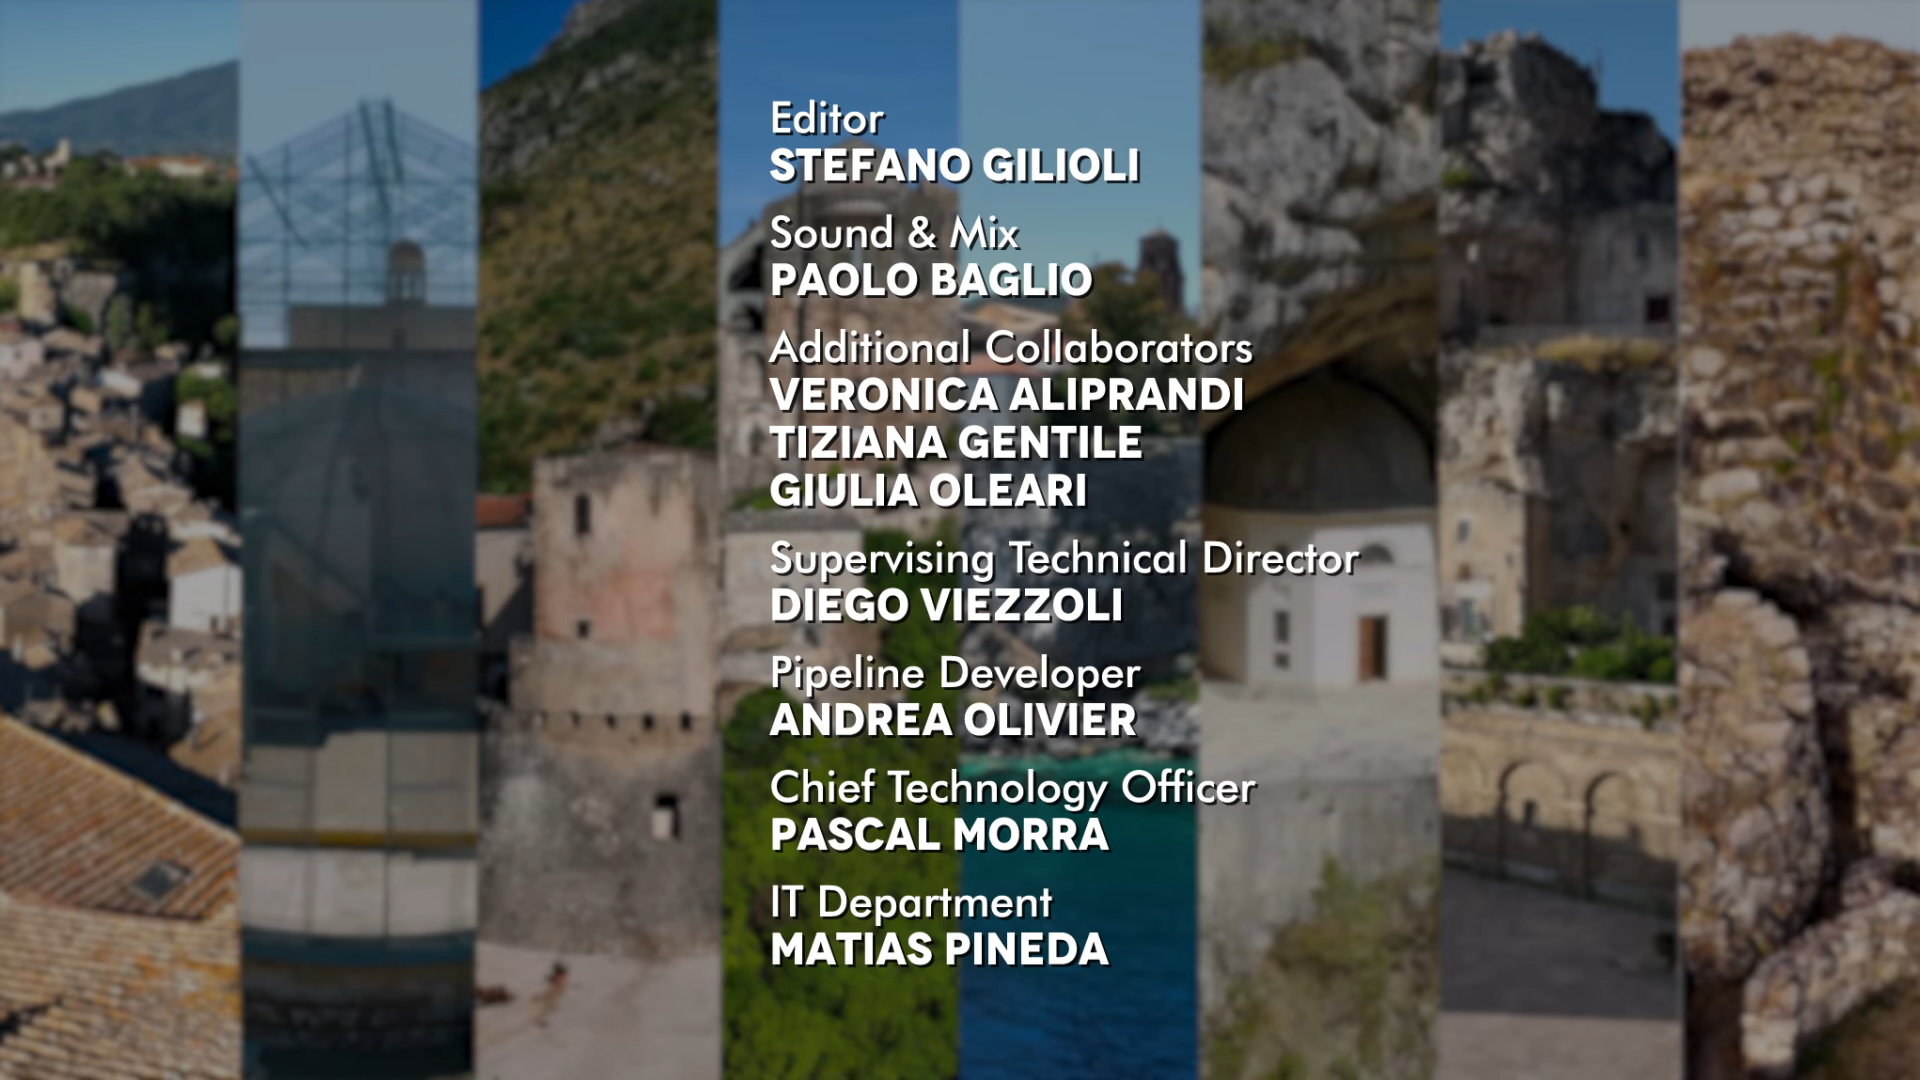 Editor
STEFANO GILIOLI
Sound & Mix
PAOLO BAGLIO
Additional Collaborators
VERONICA ALIPRANDI
TIZIANA GENTILE
GIULIA OLEARI
Supervising Technical Director
DIEGO VIEZZOLI
Pipeline Developer
ANDREA OLIVIER
Chief Technology Officer
PASCAL MORRA
IT Department
MATIAS PINEDA